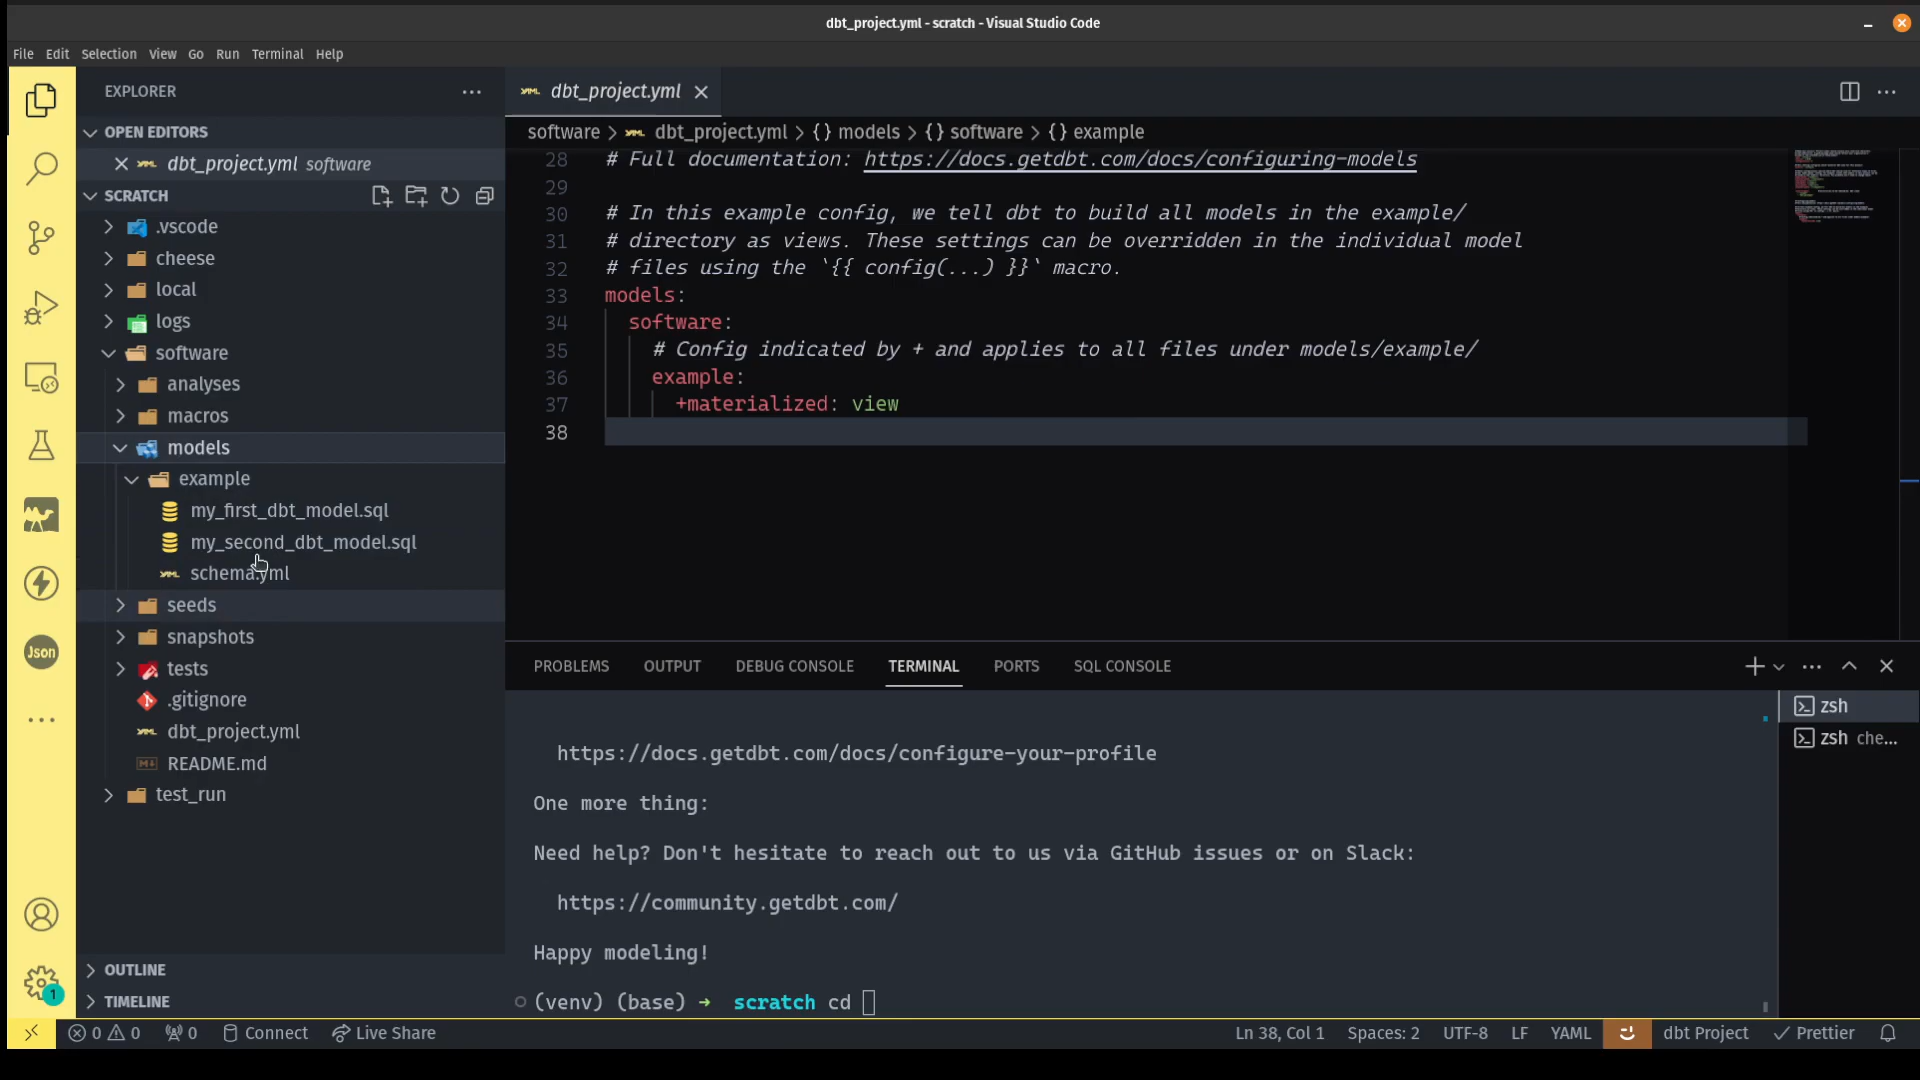 dbt_project.yml - scratch - Visual Studio Code
File Edit Selection View Go Run Terminal Help
EXPLORER
OPEN EDITORS
dbt_project.yml software
SCRATCH
.vscode
cheese
local
logs
software
analyses
macros
models
example
my_first_dbt_model.sql
my_second_dbt_model.sql
schema.yml
seeds
snapshots
tests
.gitignore
dbt_project.yml
README.md
test_run
OUTLINE
TIMELINE
Json
1
dbt_project.yml
software > dbt_project.yml > {} models > {} software > {} example
28 # Full documentation: https://docs.getdbt.com/docs/configuring-models
29
30 # In this example config, we tell dbt to build all models in the example/
31 # directory as views. These settings can be overridden in the individual model
32 # files using the `{{ config(...) }}` macro.
33 models:
34 software:
35 # Config indicated by + and applies to all files under models/example/
36 example:
37 +materialized: view
38
PROBLEMS OUTPUT DEBUG CONSOLE TERMINAL PORTS SQL CONSOLE
https://docs.getdbt.com/docs/configure-your-profile
One more thing:
Need help? Don't hesitate to reach out to us via GitHub issues or on Slack:
https://community.getdbt.com/
Happy modeling!
(venv) (base) → scratch cd
zsh
zsh che...
0 0 0 Connect Live Share Ln 38, Col 1 Spaces: 2 UTF-8 LF YAML dbt Project Prettier